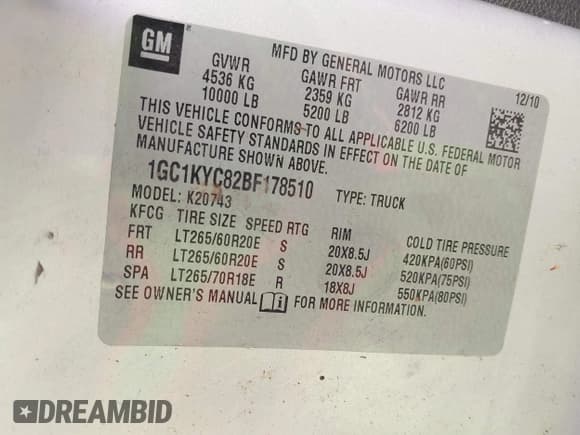 GM
MFD BY GENERAL MOTORS LLC
12/10
GVWR GAWR FRT GAWR RR
4536 KG 2359 KG 2812 KG
10000 LB 5200 LB 6200 LB
THIS VEHICLE CONFORMS TO ALL APPLICABLE U.S. FEDERAL MOTOR
VEHICLE SAFETY STANDARDS IN EFFECT ON THE DATE OF
MANUFACTURE SHOWN ABOVE.
1GC1KYC82BF178510 TYPE: TRUCK
MODEL: K20743
KFCG TIRE SIZE SPEED RTG RIM COLD TIRE PRESSURE
FRT LT265/60R20E S 20X8.5J 420KPA(60PSI)
RR LT265/60R20E S 20X8.5J 520KPA(75PSI)
SPA LT265/70R18E R 18X8J 550KPA(80PSI)
SEE OWNER'S MANUAL FOR MORE INFORMATION.
DREAMBID